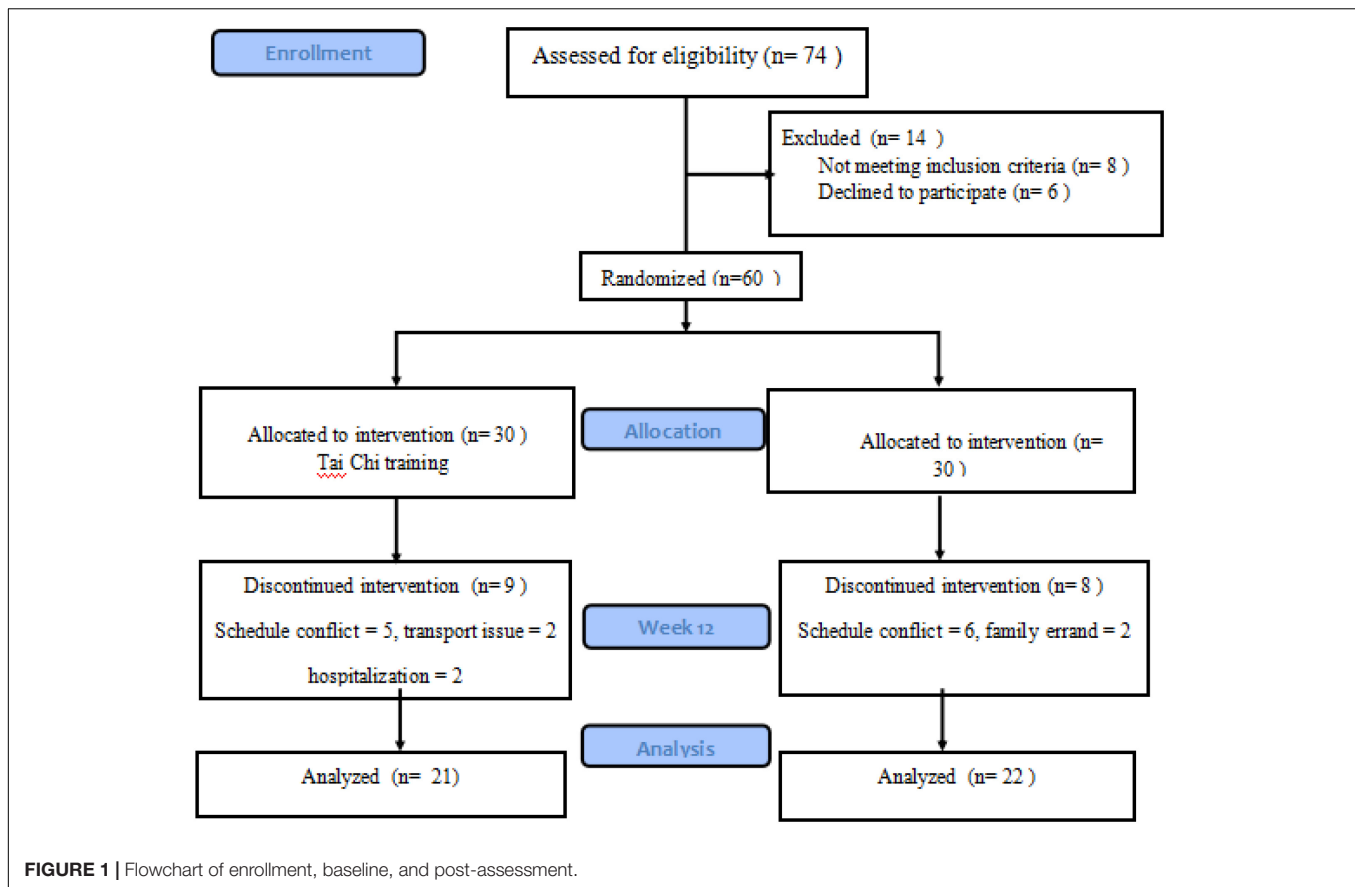 Enrollment
Assessed for eligibility (n= 74 )
Excluded (n= 14 )
Not meeting inclusion criteria (n= 8 )
Declined to participate (n= 6 )
Randomized (n=60 )
Allocated to intervention (n= 30 )
Tai Chi training
Allocation
Allocated to intervention (n=
30 )
Discontinued intervention (n= 9 )
Schedule conflict = 5, transport issue = 2
hospitalization = 2
Week 12
Discontinued intervention (n= 8 )
Schedule conflict = 6, family errand = 2
Analysis
Analyzed (n= 21)
Analyzed (n= 22 )
FIGURE 1 | Flowchart of enrollment, baseline, and post-assessment.